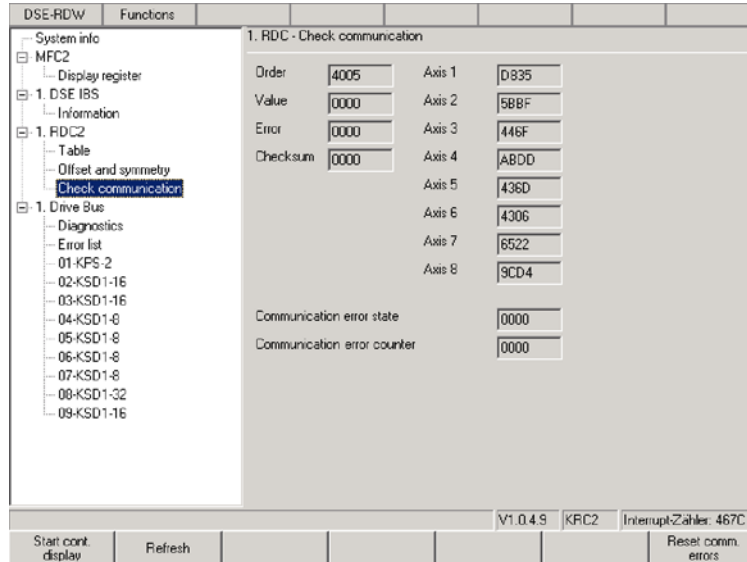 DSE-RDW Functions
System info
MFC2
Display register
1. DSE IBS
Information
1. RDC2
Table
Offset and symmetry
Check communication
1. Drive Bus
Diagnostics
Error list
01-KPS-2
02-KSD1-16
03-KSD1-16
04-KSD1-8
05-KSD1-8
06-KSD1-8
07-KSD1-8
08-KSD1-32
09-KSD1-16
1. RDC - Check communication
Order 4005 Axis 1 D835
Value 0000 Axis 2 5BBF
Error 0000 Axis 3 446F
Checksum 0000 Axis 4 ABDD
Axis 5 436D
Axis 6 4306
Axis 7 6522
Axis 8 9CD4
Communication error state 0000
Communication error counter 0000
V1.0.4.9 KRC2 Interrupt-Zähler: 467C
Start cont. display Refresh Reset comm. errors